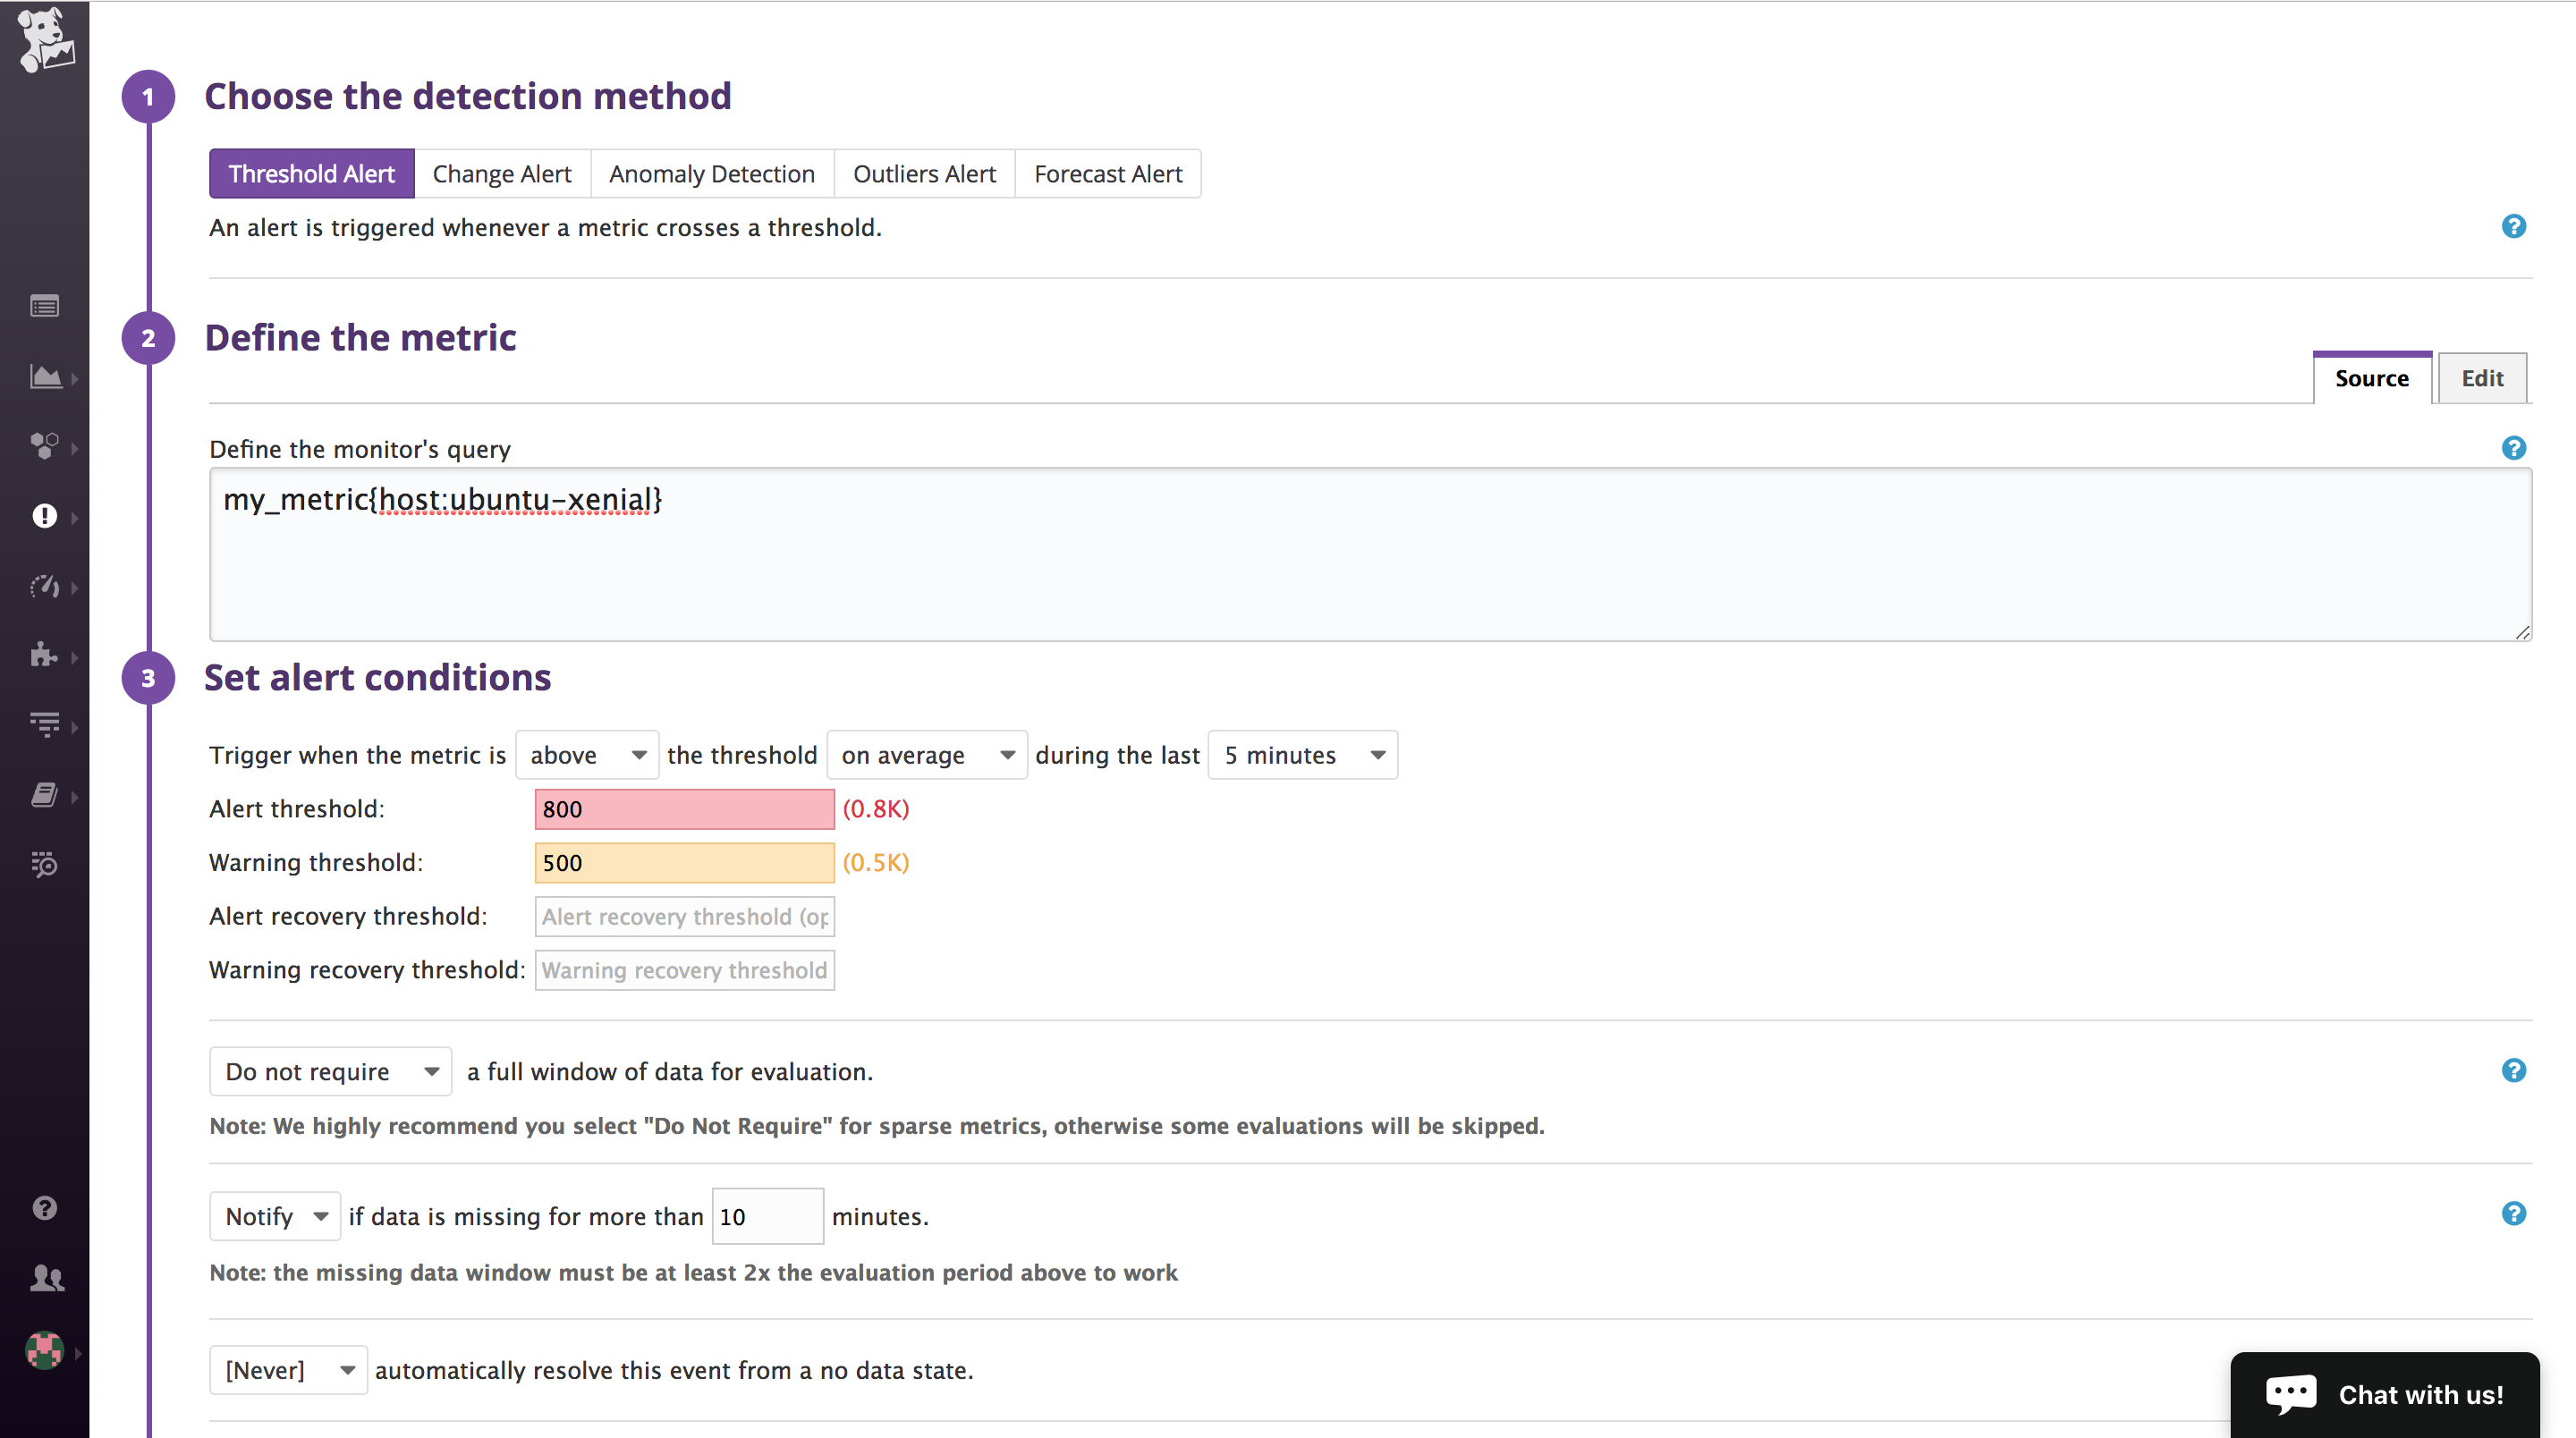 1 Choose the detection method
Threshold Alert Change Alert Anomaly Detection Outliers Alert Forecast Alert
An alert is triggered whenever a metric crosses a threshold. ?
2 Define the metric
Source Edit
Define the monitor's query ?
my_metric{host:ubuntu-xenial}
3 Set alert conditions
Trigger when the metric is above the threshold on average during the last 5 minutes
Alert threshold: 800 (0.8K)
Warning threshold: 500 (0.5K)
Alert recovery threshold: Alert recovery threshold (op
Warning recovery threshold: Warning recovery threshold
Do not require a full window of data for evaluation. ?
Note: We highly recommend you select "Do Not Require" for sparse metrics, otherwise some evaluations will be skipped.
Notify if data is missing for more than 10 minutes. ?
Note: the missing data window must be at least 2x the evaluation period above to work
[Never] automatically resolve this event from a no data state.
Chat with us!